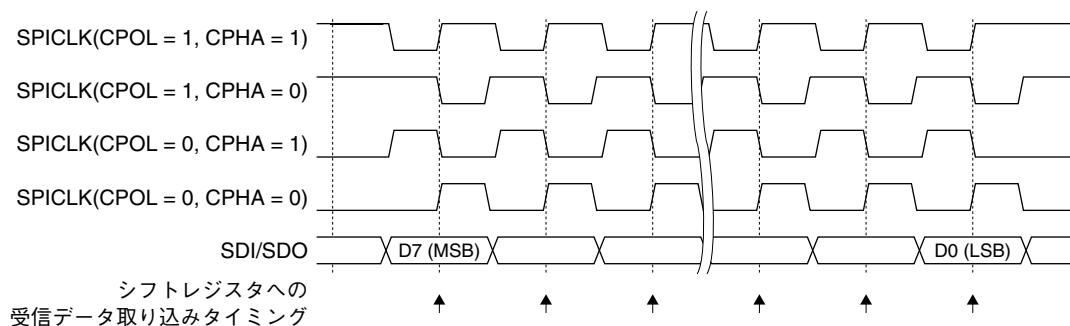 SPICLK(CPOL = 1, CPHA = 1)
SPICLK(CPOL = 1, CPHA = 0)
SPICLK(CPOL = 0, CPHA = 1)
SPICLK(CPOL = 0, CPHA = 0)
SDI/SDO D7 (MSB) D0 (LSB)
シフトレジスタへの
受信データ取り込みタイミング